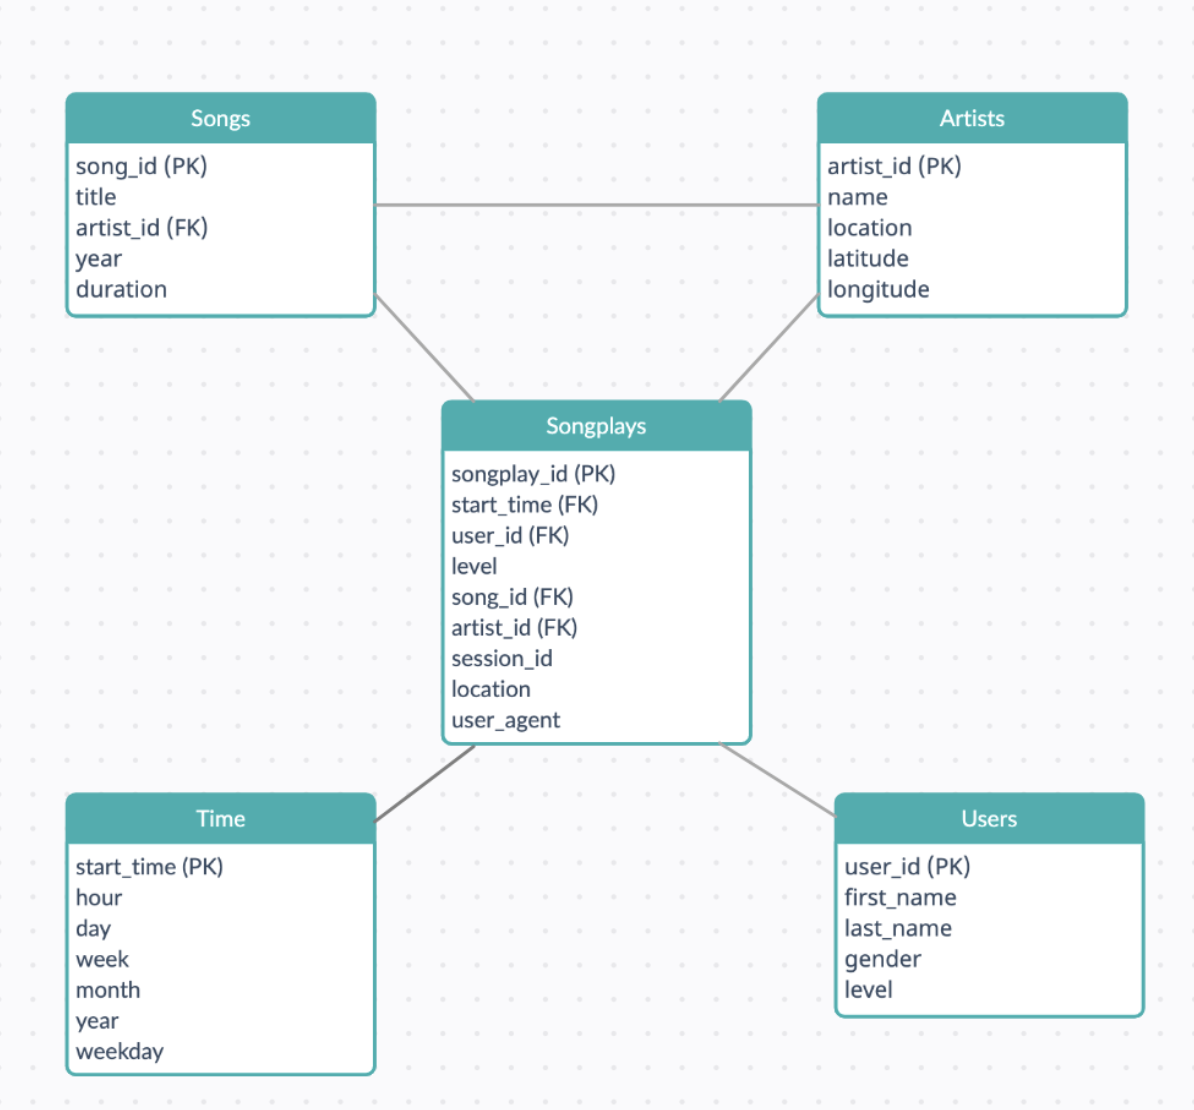 Songs
song_id (PK)
title
artist_id (FK)
year
duration
Artists
artist_id (PK)
name
location
latitude
longitude
Songplays
songplay_id (PK)
start_time (FK)
user_id (FK)
level
song_id (FK)
artist_id (FK)
session_id
location
user_agent
Time
start_time (PK)
hour
day
week
month
year
weekday
Users
user_id (PK)
first_name
last_name
gender
level